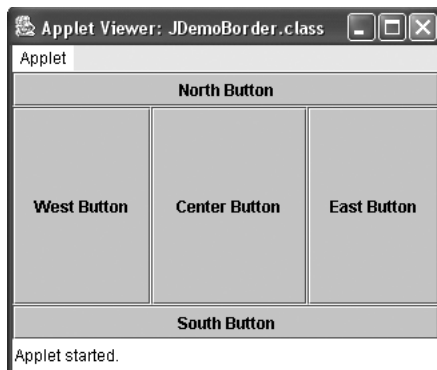 Applet Viewer: JDemoBorder.class
Applet
North Button
West Button Center Button East Button
South Button
Applet started.